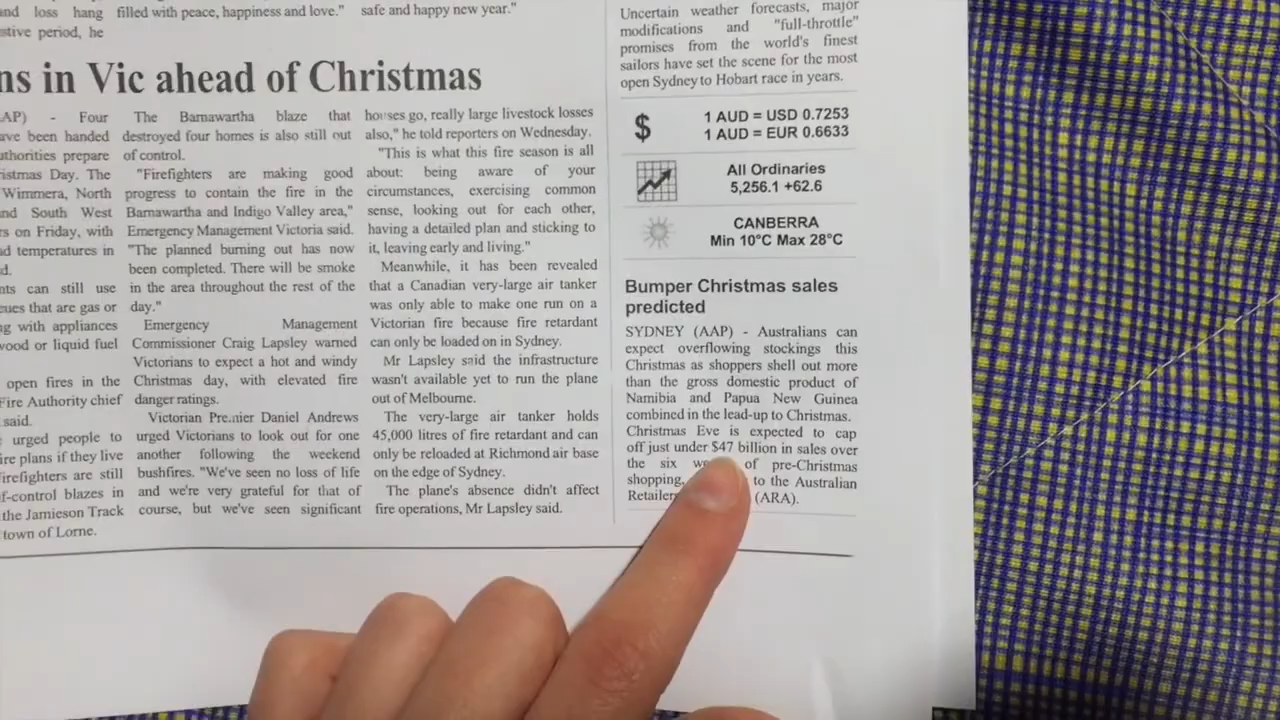 and loss hang
stive period, he
filled with peace, happiness and love."
safe and happy new year."
ns in Vic ahead of Christmas
AP) - Four
ave been handed
uthorities prepare
ristmas Day. The
Wimmera, North
nd South West
rs on Friday, with
ad temperatures in
d.
nts can still use
cues that are gas or
ng with appliances
wood or liquid fuel
open fires in the
Fire Authority chief
said.
e urged people to
ire plans if they live
irefighters are still
f-control blazes in
the Jamieson Track
town of Lorne.
The Barnawartha blaze that
destroyed four homes is also still out
of control.
"Firefighters are making good
progress to contain the fire in the
Barnawartha and Indigo Valley area,"
Emergency Management Victoria said.
"The planned burning out has now
been completed. There will be smoke
in the area throughout the rest of the
day."
Emergency Management
Commissioner Craig Lapsley warned
Victorians to expect a hot and windy
Christmas day, with elevated fire
danger ratings.
Victorian Premier Daniel Andrews
urged Victorians to look out for one
another following the weekend
bushfires. "We've seen no loss of life
and we're very grateful for that of
course, but we've seen significant
houses go, really large livestock losses
also," he told reporters on Wednesday.
"This is what this fire season is all
about: being aware of your
circumstances, exercising common
sense, looking out for each other,
having a detailed plan and sticking to
it, leaving early and living."
Meanwhile, it has been revealed
that a Canadian very-large air tanker
was only able to make one run on a
Victorian fire because fire retardant
can only be loaded on in Sydney.
Mr Lapsley said the infrastructure
wasn't available yet to run the plane
out of Melbourne.
The very-large air tanker holds
45,000 litres of fire retardant and can
only be reloaded at Richmond air base
on the edge of Sydney.
The plane's absence didn't affect
fire operations, Mr Lapsley said.
Uncertain weather forecasts, major
modifications and "full-throttle"
promises from the world's finest
sailors have set the scene for the most
open Sydney to Hobart race in years.
$
1 AUD = USD 0.7253
1 AUD = EUR 0.6633
All Ordinaries
5,256.1 +62.6
CANBERRA
Min 10°C Max 28°C
Bumper Christmas sales
predicted
SYDNEY (AAP) - Australians can
expect overflowing stockings this
Christmas as shoppers shell out more
than the gross domestic product of
Namibia and Papua New Guinea
combined in the lead-up to Christmas.
Christmas Eve is expected to cap
off just under $47 billion in sales over
the six of pre-Christmas
shopping, to the Australian
Retailer (ARA).